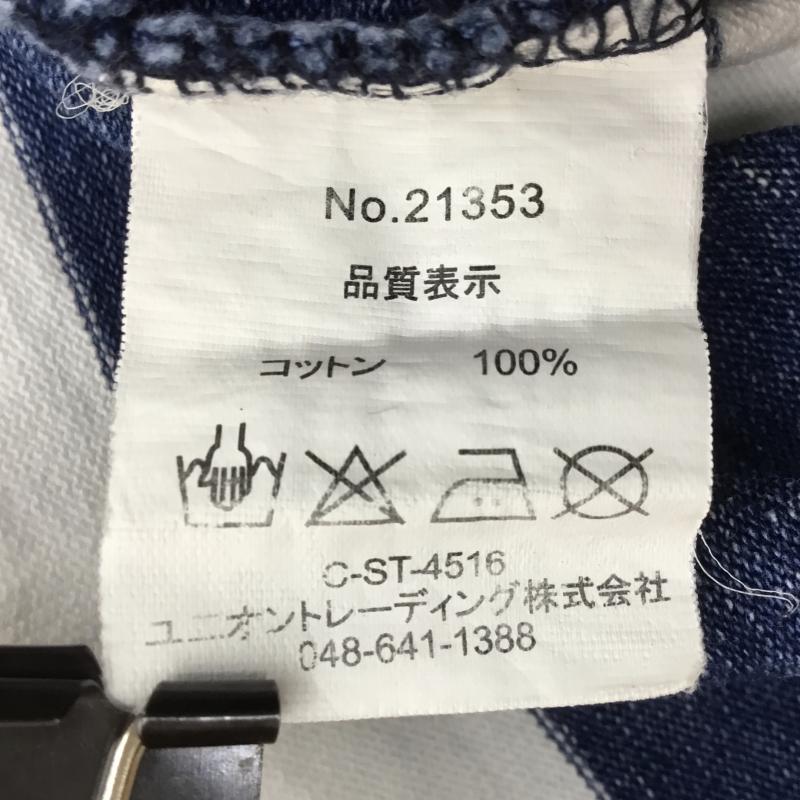 No.21353
品質表示
コットン 100%
C-ST-4516
ユニオントレーディング株式会社
048-641-1388